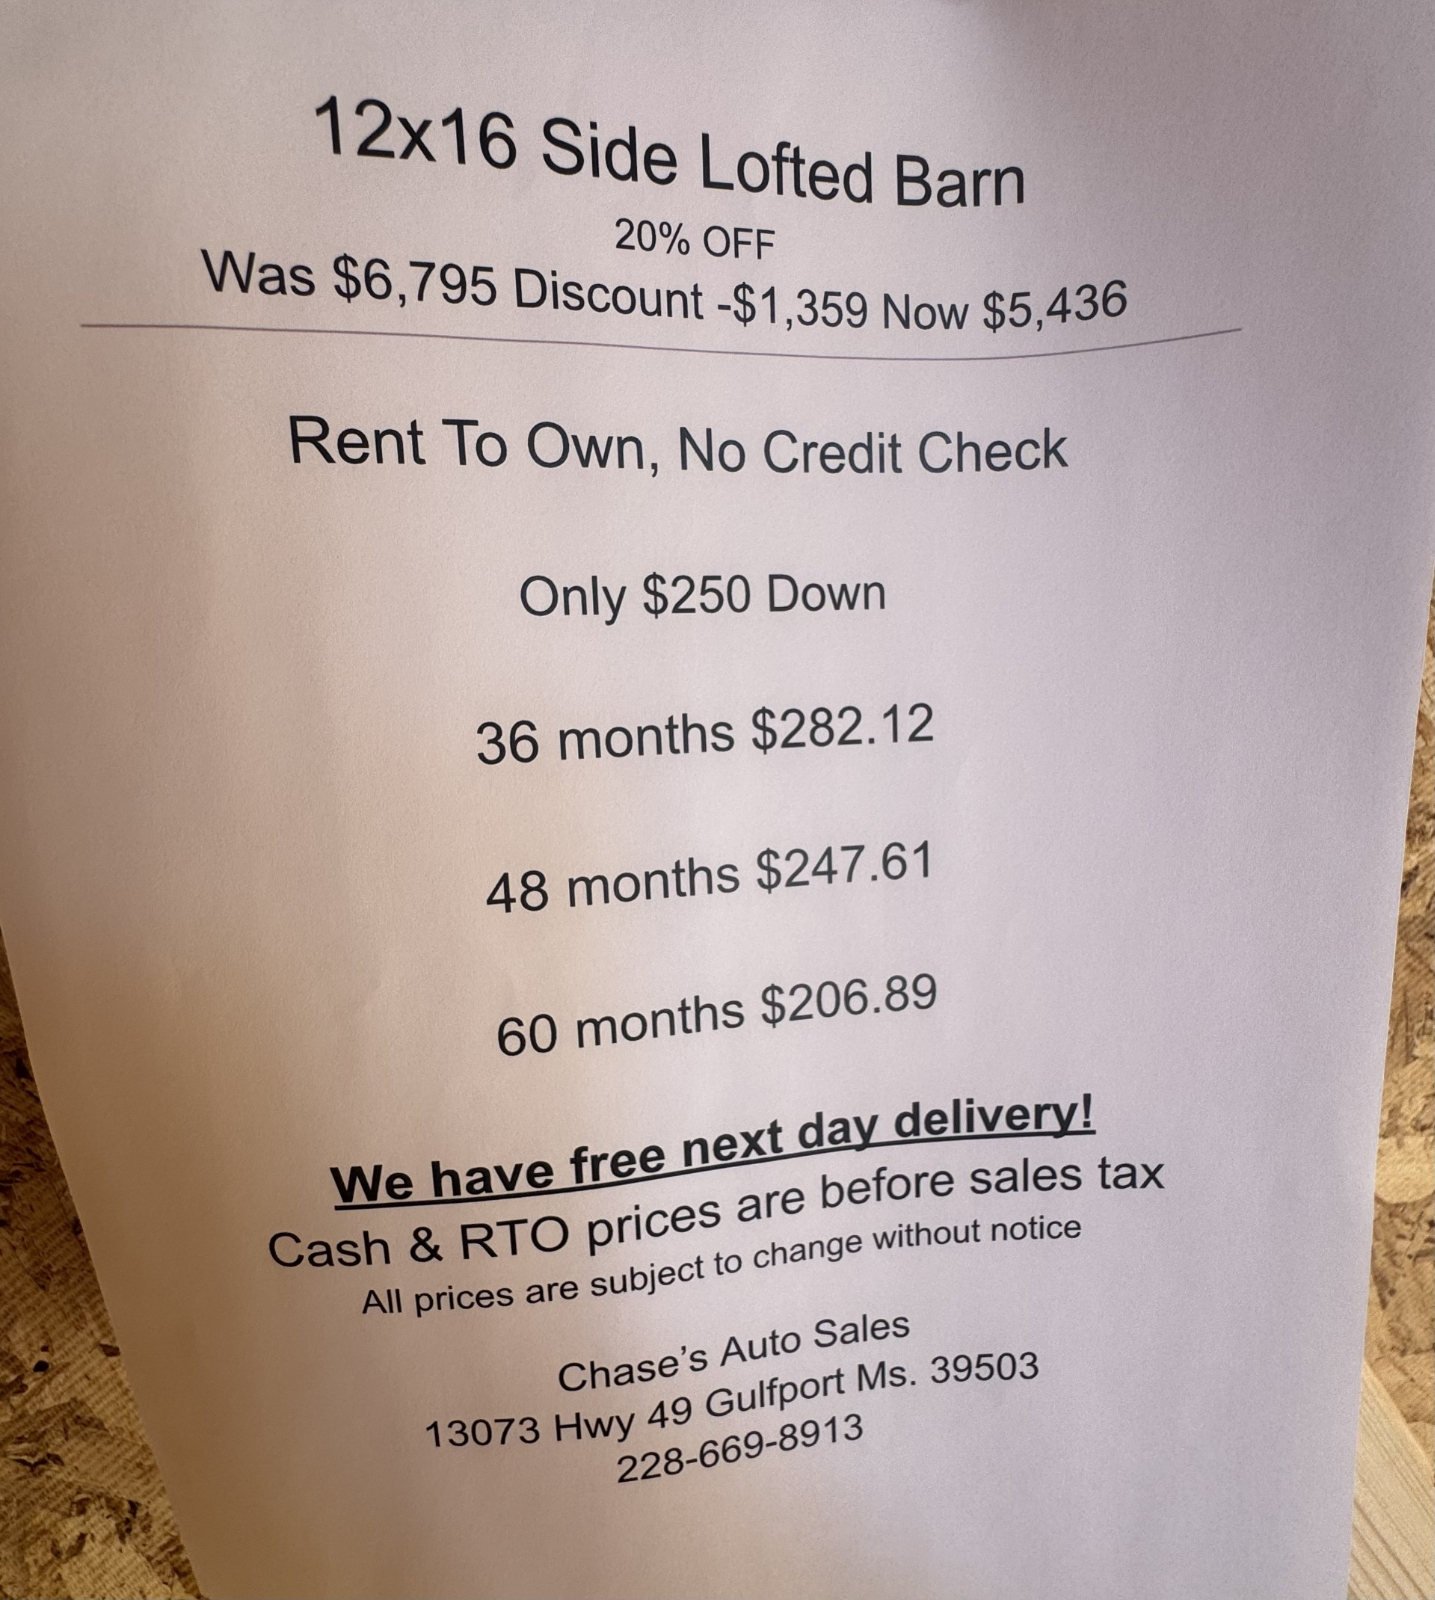 12x16 Side Lofted Barn
20% OFF
Was $6,795 Discount -$1,359 Now $5,436
Rent To Own, No Credit Check
Only $250 Down
36 months $282.12
48 months $247.61
60 months $206.89
We have free next day delivery!
Cash & RTO prices are before sales tax
All prices are subject to change without notice
Chase’s Auto Sales
13073 Hwy 49 Gulfport Ms. 39503
228-669-8913